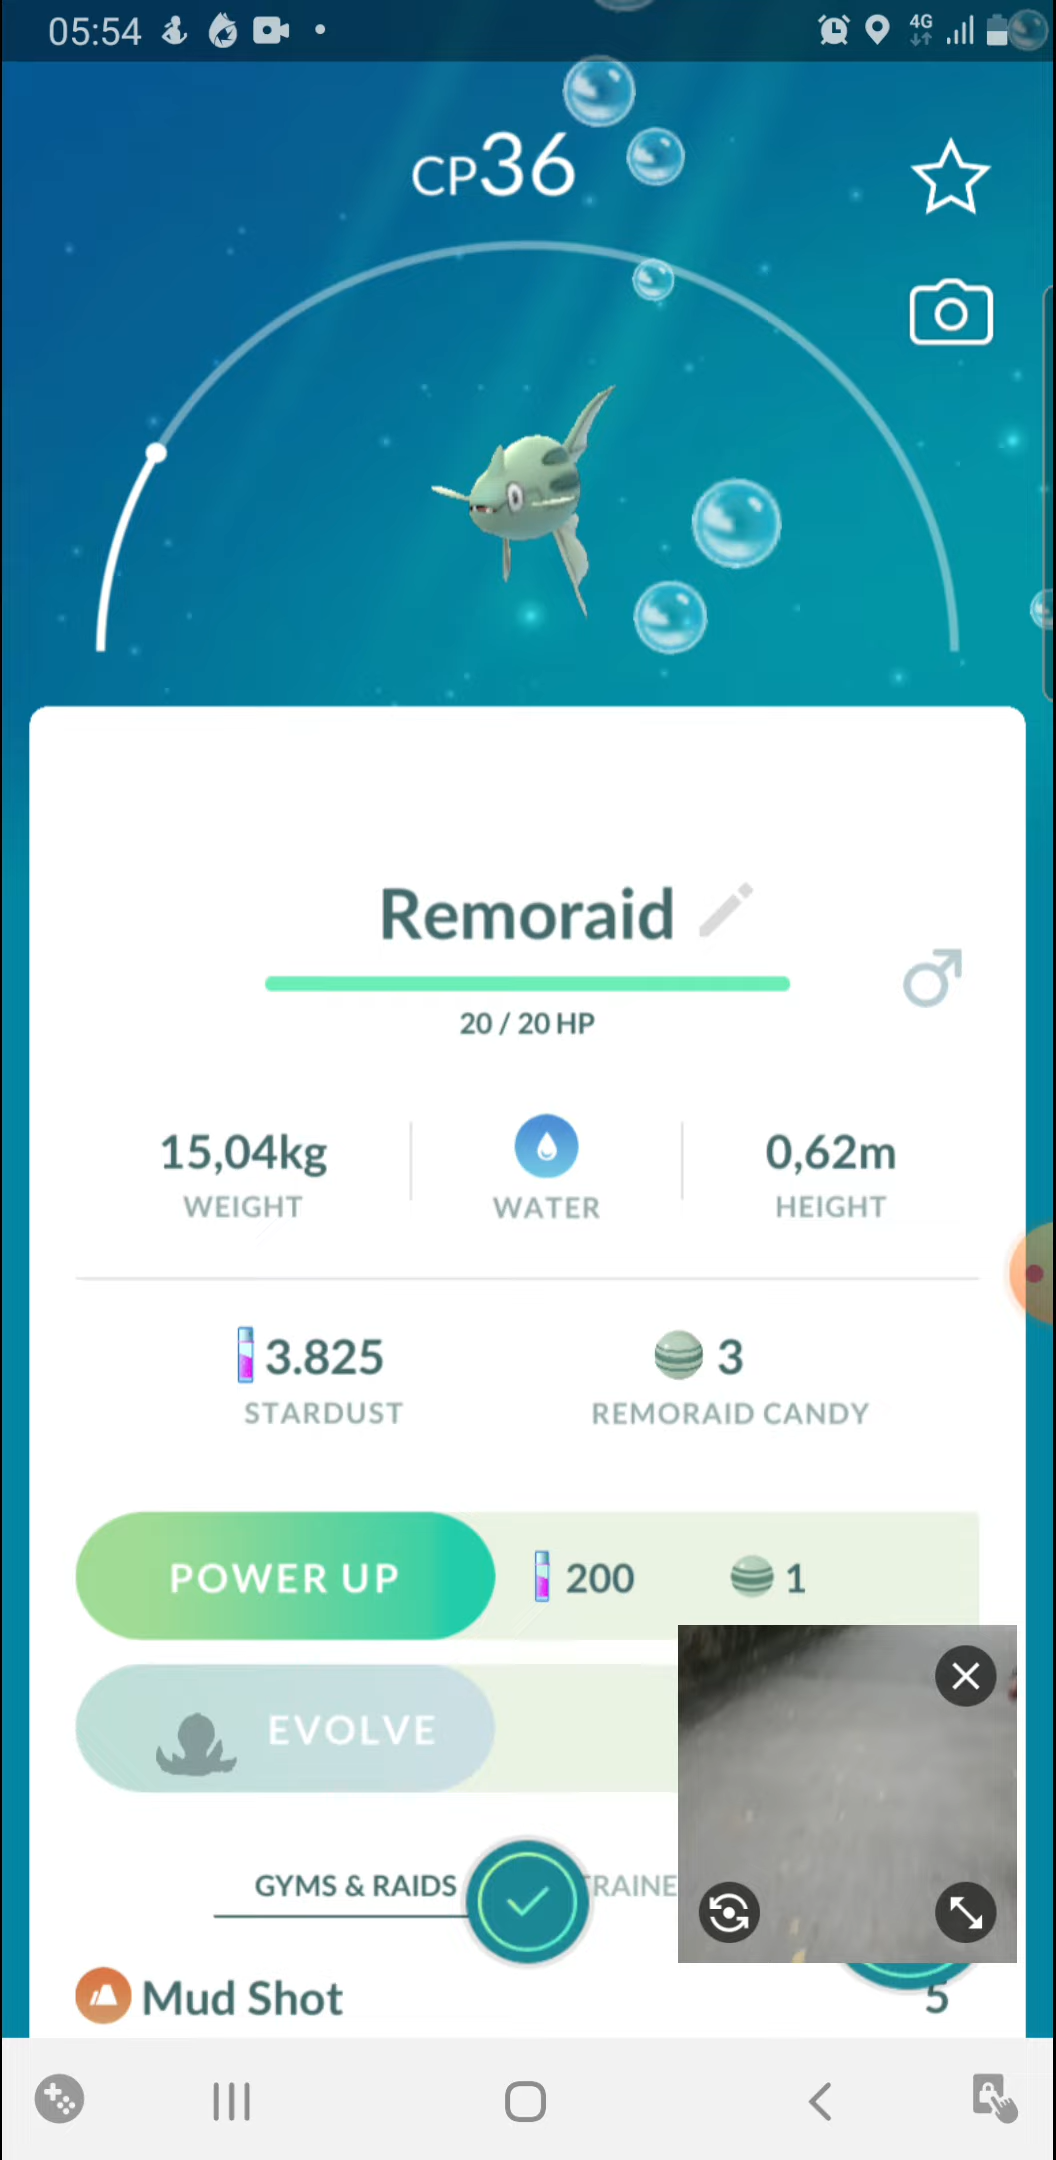 05:54
4G
CP36
Remoraid
20 / 20 HP
15,04kg
WEIGHT
WATER
0,62m
HEIGHT
3.825
STARDUST
3
REMORAID CANDY
POWER UP 200 1
EVOLVE
GYMS & RAIDS
Mud Shot 5